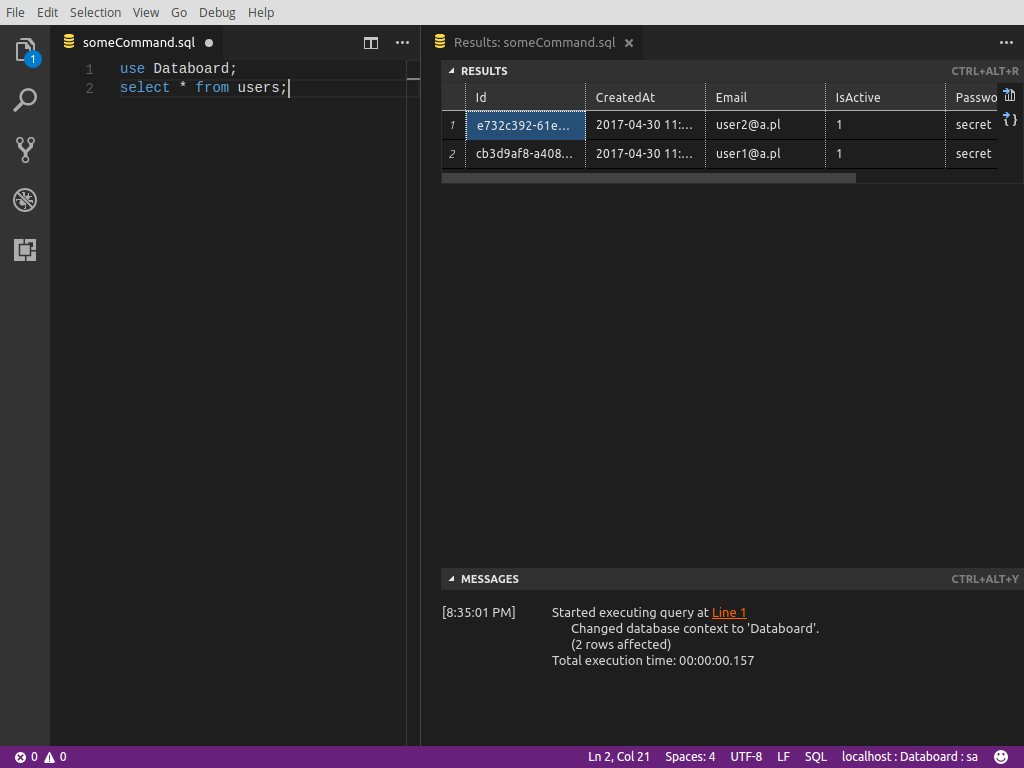 File Edit Selection View Go Debug Help
1
someCommand.sql
1 use Databoard;
2 select * from users;
Results: someCommand.sql
RESULTS CTRL+ALT+R
Id CreatedAt Email IsActive Passwo
1 e732c392-61e... 2017-04-30 11:... user2@a.pl 1 secret
2 cb3d9af8-a408... 2017-04-30 11:... user1@a.pl 1 secret
MESSAGES CTRL+ALT+Y
[8:35:01 PM] Started executing query at Line 1
Changed database context to 'Databoard'.
(2 rows affected)
Total execution time: 00:00:00.157
0 0 Ln 2, Col 21 Spaces: 4 UTF-8 LF SQL localhost : Databoard : sa